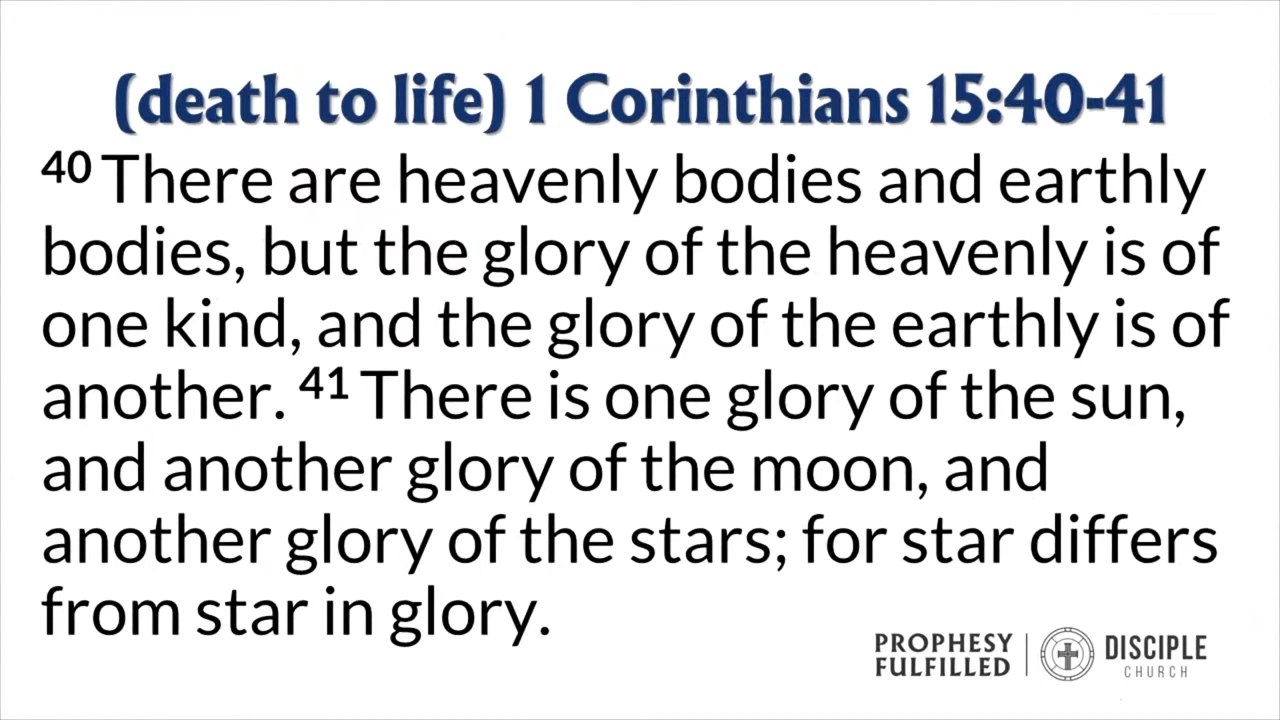 (death to life) 1 Corinthians 15:40-41
40 There are heavenly bodies and earthly
bodies, but the glory of the heavenly is of
one kind, and the glory of the earthly is of
another. 41 There is one glory of the sun,
and another glory of the moon, and
another glory of the stars; for star differs
from star in glory.
PROPHESY
FULFILLED
DISCIPLE
CHURCH